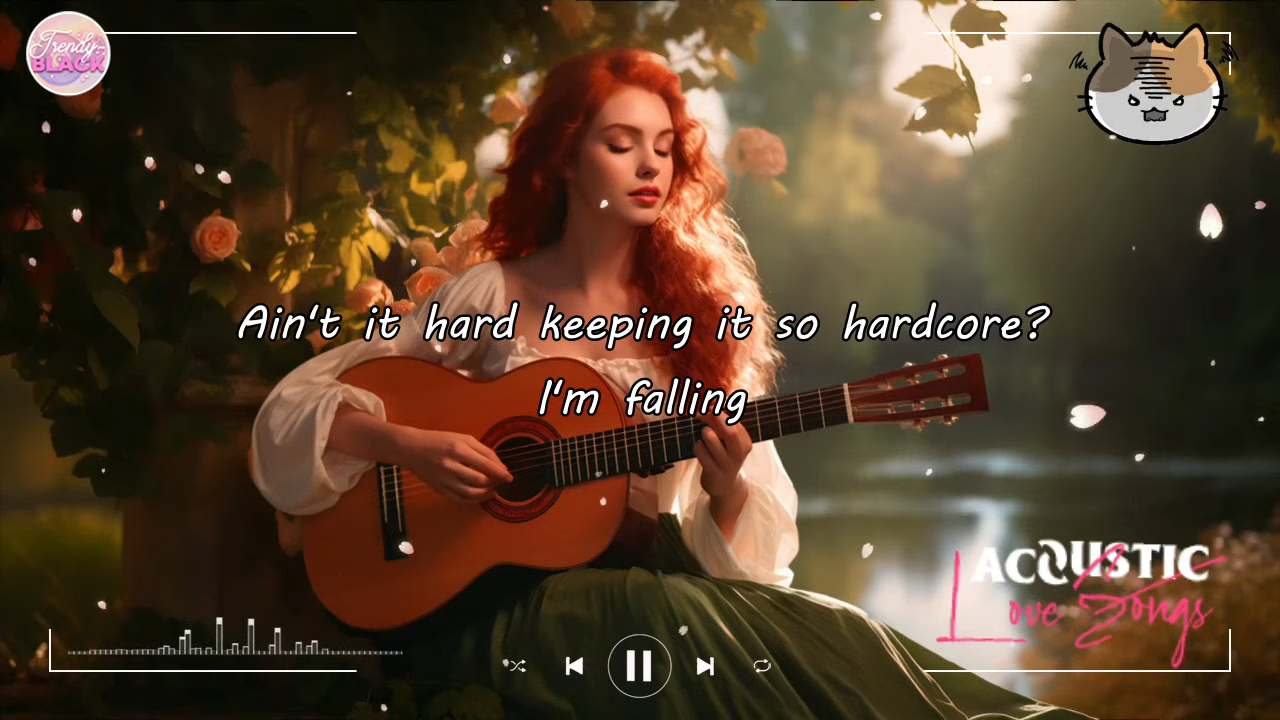 Trendy
BLACK
Ain't it hard keeping it so hardcore?
I'm falling
ACOUSTIC
Love Songs